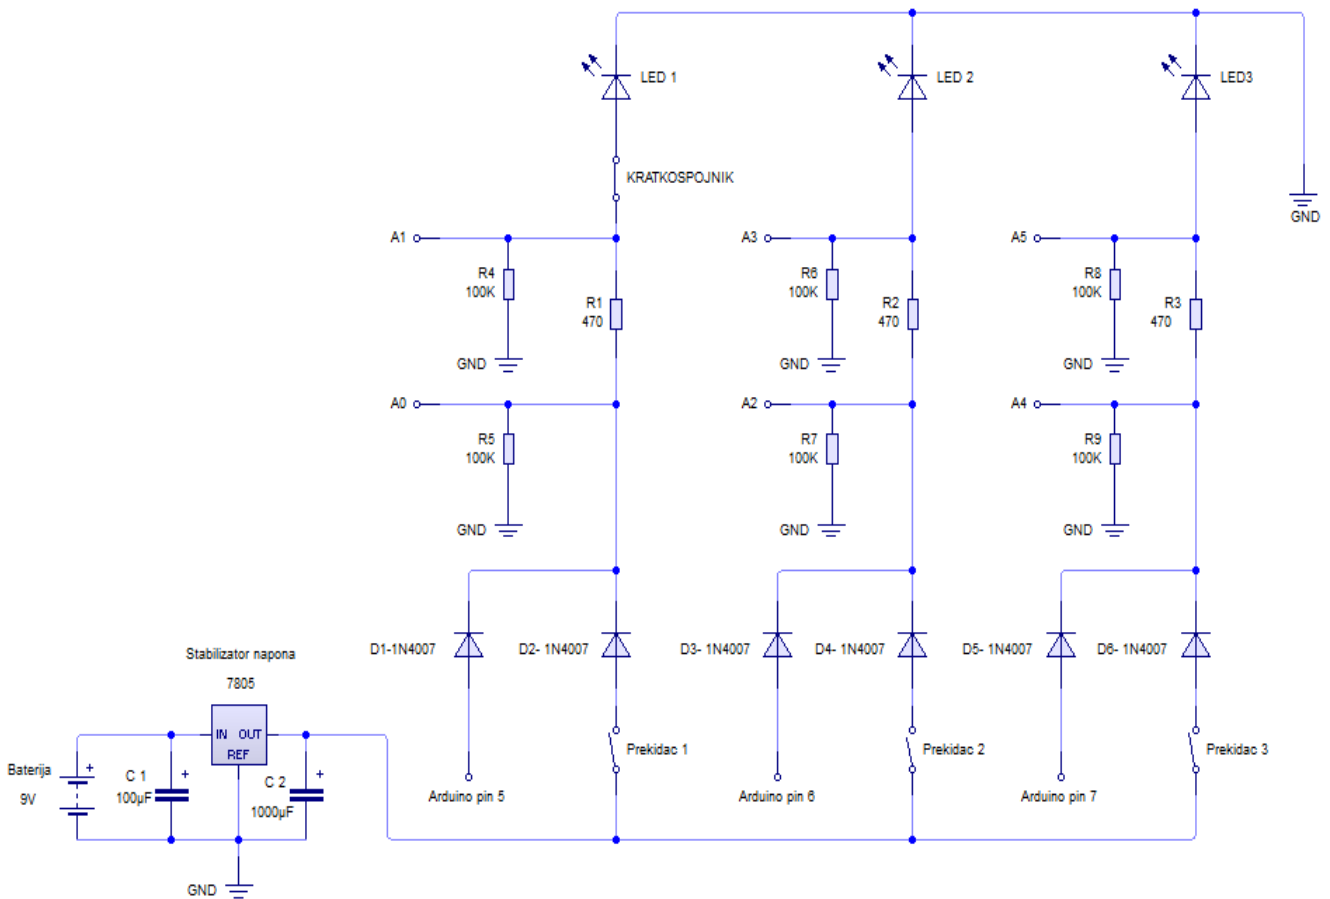 LED 1
LED 2
LED3
KRATKOSPOJNIK
GND
A1
A3
A5
R4
100K
R1
470
R6
100K
R2
470
R8
100K
R3
470
GND
GND
GND
A0
A2
A4
R5
100K
R7
100K
R9
100K
GND
GND
GND
D1-1N4007
D2- 1N4007
D3- 1N4007
D4- 1N4007
D5- 1N4007
D6- 1N4007
Stabilizator napona
7805
IN OUT
REF
Prekidac 1
Prekidac 2
Prekidac 3
Baterija
9V
+
C 1
100µF
+
C 2
1000µF
+
Arduino pin 5
Arduino pin 6
Arduino pin 7
GND